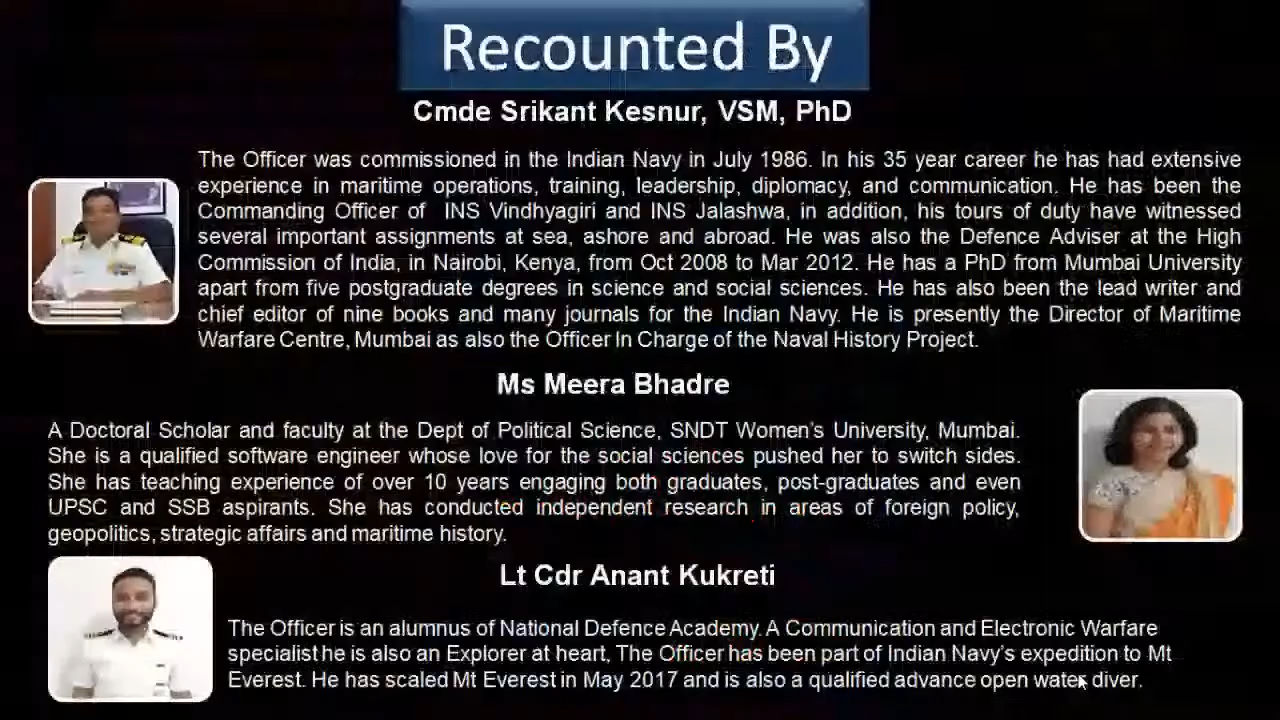 Recounted By
Cmde Srikant Kesnur, VSM, PhD
The Officer was commissioned in the Indian Navy in July 1986. In his 35 year career he has had extensive
experience in maritime operations, training, leadership, diplomacy, and communication. He has been the
Commanding Officer of INS Vindhyagiri and INS Jalashwa, in addition, his tours of duty have witnessed
several important assignments at sea, ashore and abroad. He was also the Defence Adviser at the High
Commission of India, in Nairobi, Kenya, from Oct 2008 to Mar 2012. He has a PhD from Mumbai University
apart from five postgraduate degrees in science and social sciences. He has also been the lead writer and
chief editor of nine books and many journals for the Indian Navy. He is presently the Director of Maritime
Warfare Centre, Mumbai as also the Officer In Charge of the Naval History Project.
Ms Meera Bhadre
A Doctoral Scholar and faculty at the Dept of Political Science, SNDT Women's University, Mumbai.
She is a qualified software engineer whose love for the social sciences pushed her to switch sides.
She has teaching experience of over 10 years engaging both graduates, post-graduates and even
UPSC and SSB aspirants. She has conducted independent research in areas of foreign policy,
geopolitics, strategic affairs and maritime history.
Lt Cdr Anant Kukreti
The Officer is an alumnus of National Defence Academy. A Communication and Electronic Warfare
specialist he is also an Explorer at heart, The Officer has been part of Indian Navy's expedition to Mt
Everest. He has scaled Mt Everest in May 2017 and is also a qualified advance open water diver.